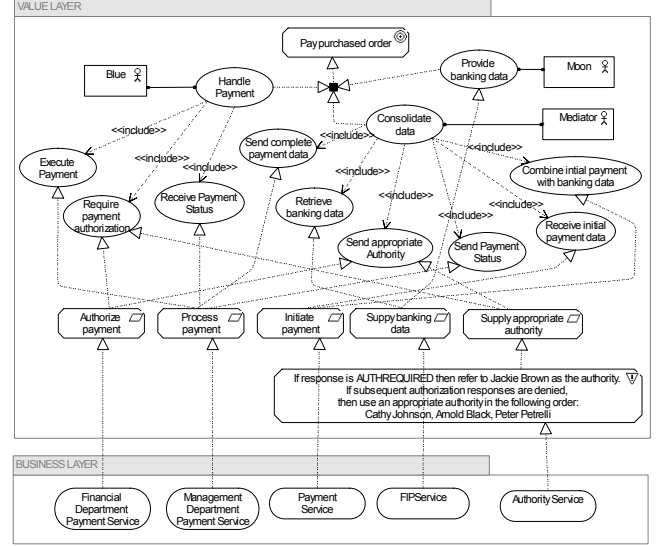 VALUE LAYER
Pay purchased order
Blue
Handle
Payment
Provide
banking data
Moon
Consolidate
data
Mediator
<<include>>
<<include>>
<<include>>
<<include>>
<<include>>
<<include>>
<<include>>
<<include>>
<<include>>
Execute
Payment
Require
payment
authorization
Receive Payment
Status
Send complete
payment data
Retrieve
banking data
Send appropriate
Authority
Send Payment
Status
Combine intial payment
with banking data
Receive initial
payment data
Authorize
payment
Process
payment
Initiate
payment
Suppy banking
data
Supply appropriate
authority
If response is AUTHREQUIRED then refer to Jackie Brown as the authority.
If subsequent authorization responses are denied,
then use an appropriate authority in the following order:
Cathy Johnson, Arnold Black, Peter Petrelli
BUSINESS LAYER
Financial
Department
Payment Service
Management
Department
Payment Service
Payment
Service
FIPService
Authority Service